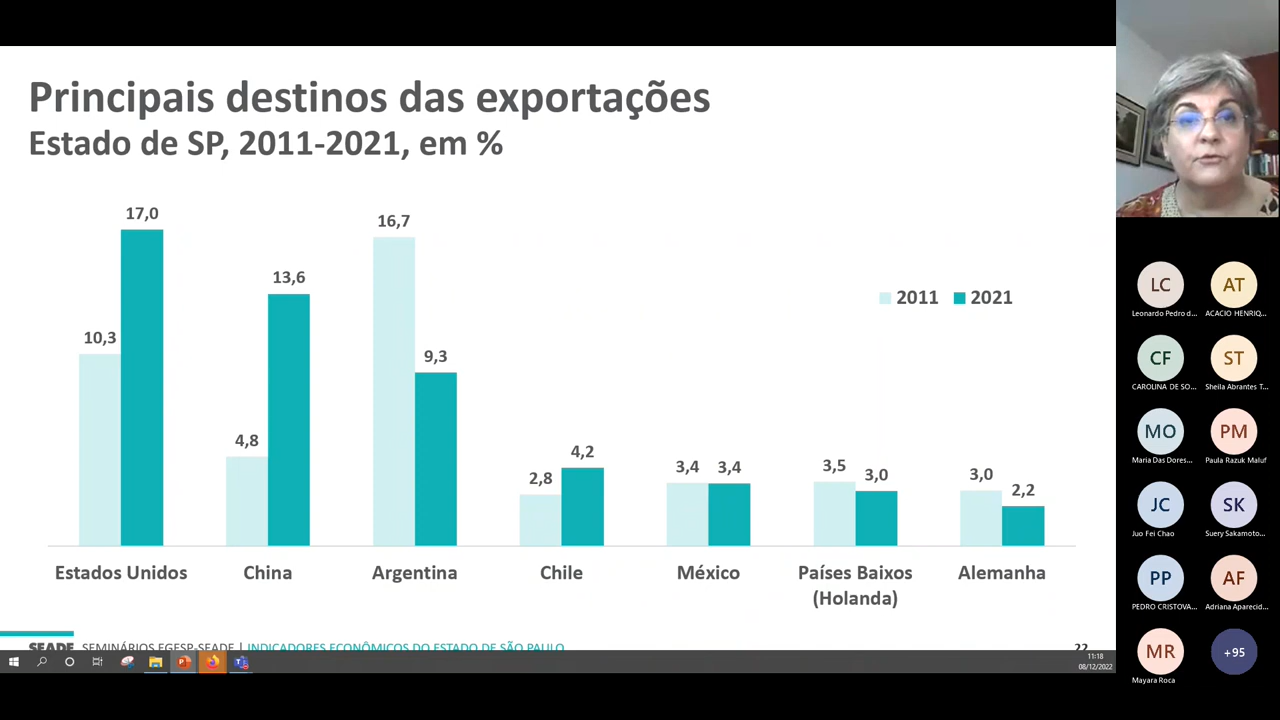 Principais destinos das exportações
Estado de SP, 2011-2021, em %
17,0
10,3
13,6
4,8
16,7
9,3
2,8
4,2
3,4
3,4
3,5
3,0
3,0
2,2
2011
2021
Estados Unidos
China
Argentina
Chile
México
Países Baixos
(Holanda)
Alemanha
SEADE SEMINÁRIOS EGESP-SEADE | INDICADORES ECONÔMICOS DO ESTADO DE SÃO PAULO
22
11:18
08/12/2022
LC
Leonardo Pedro d...
AT
ACACIO HENRIQ...
CF
CAROLINA DE SO...
ST
Sheila Abrantes T...
MO
Maria Das Dores...
PM
Paula Razuk Maluf
JC
Juo Fei Chao
SK
Suery Sakamoto...
PP
PEDRO CRISTOVA...
AF
Adriana Aparecid...
MR
Mayara Roca
+95